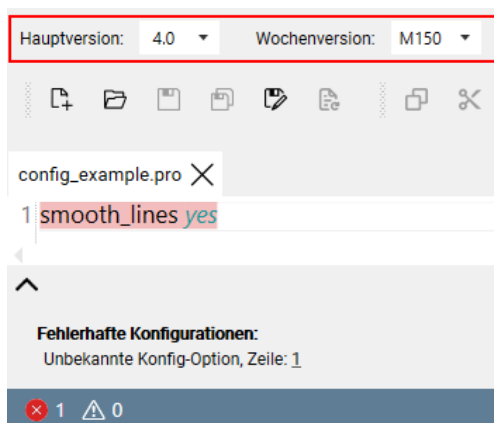 Hauptversion: 4.0 Wochenversion: M150
config_example.pro
1 smooth_lines yes
Fehlerhafte Konfigurationen:
Unbekannte Konfig-Option, Zeile: 1
1 0